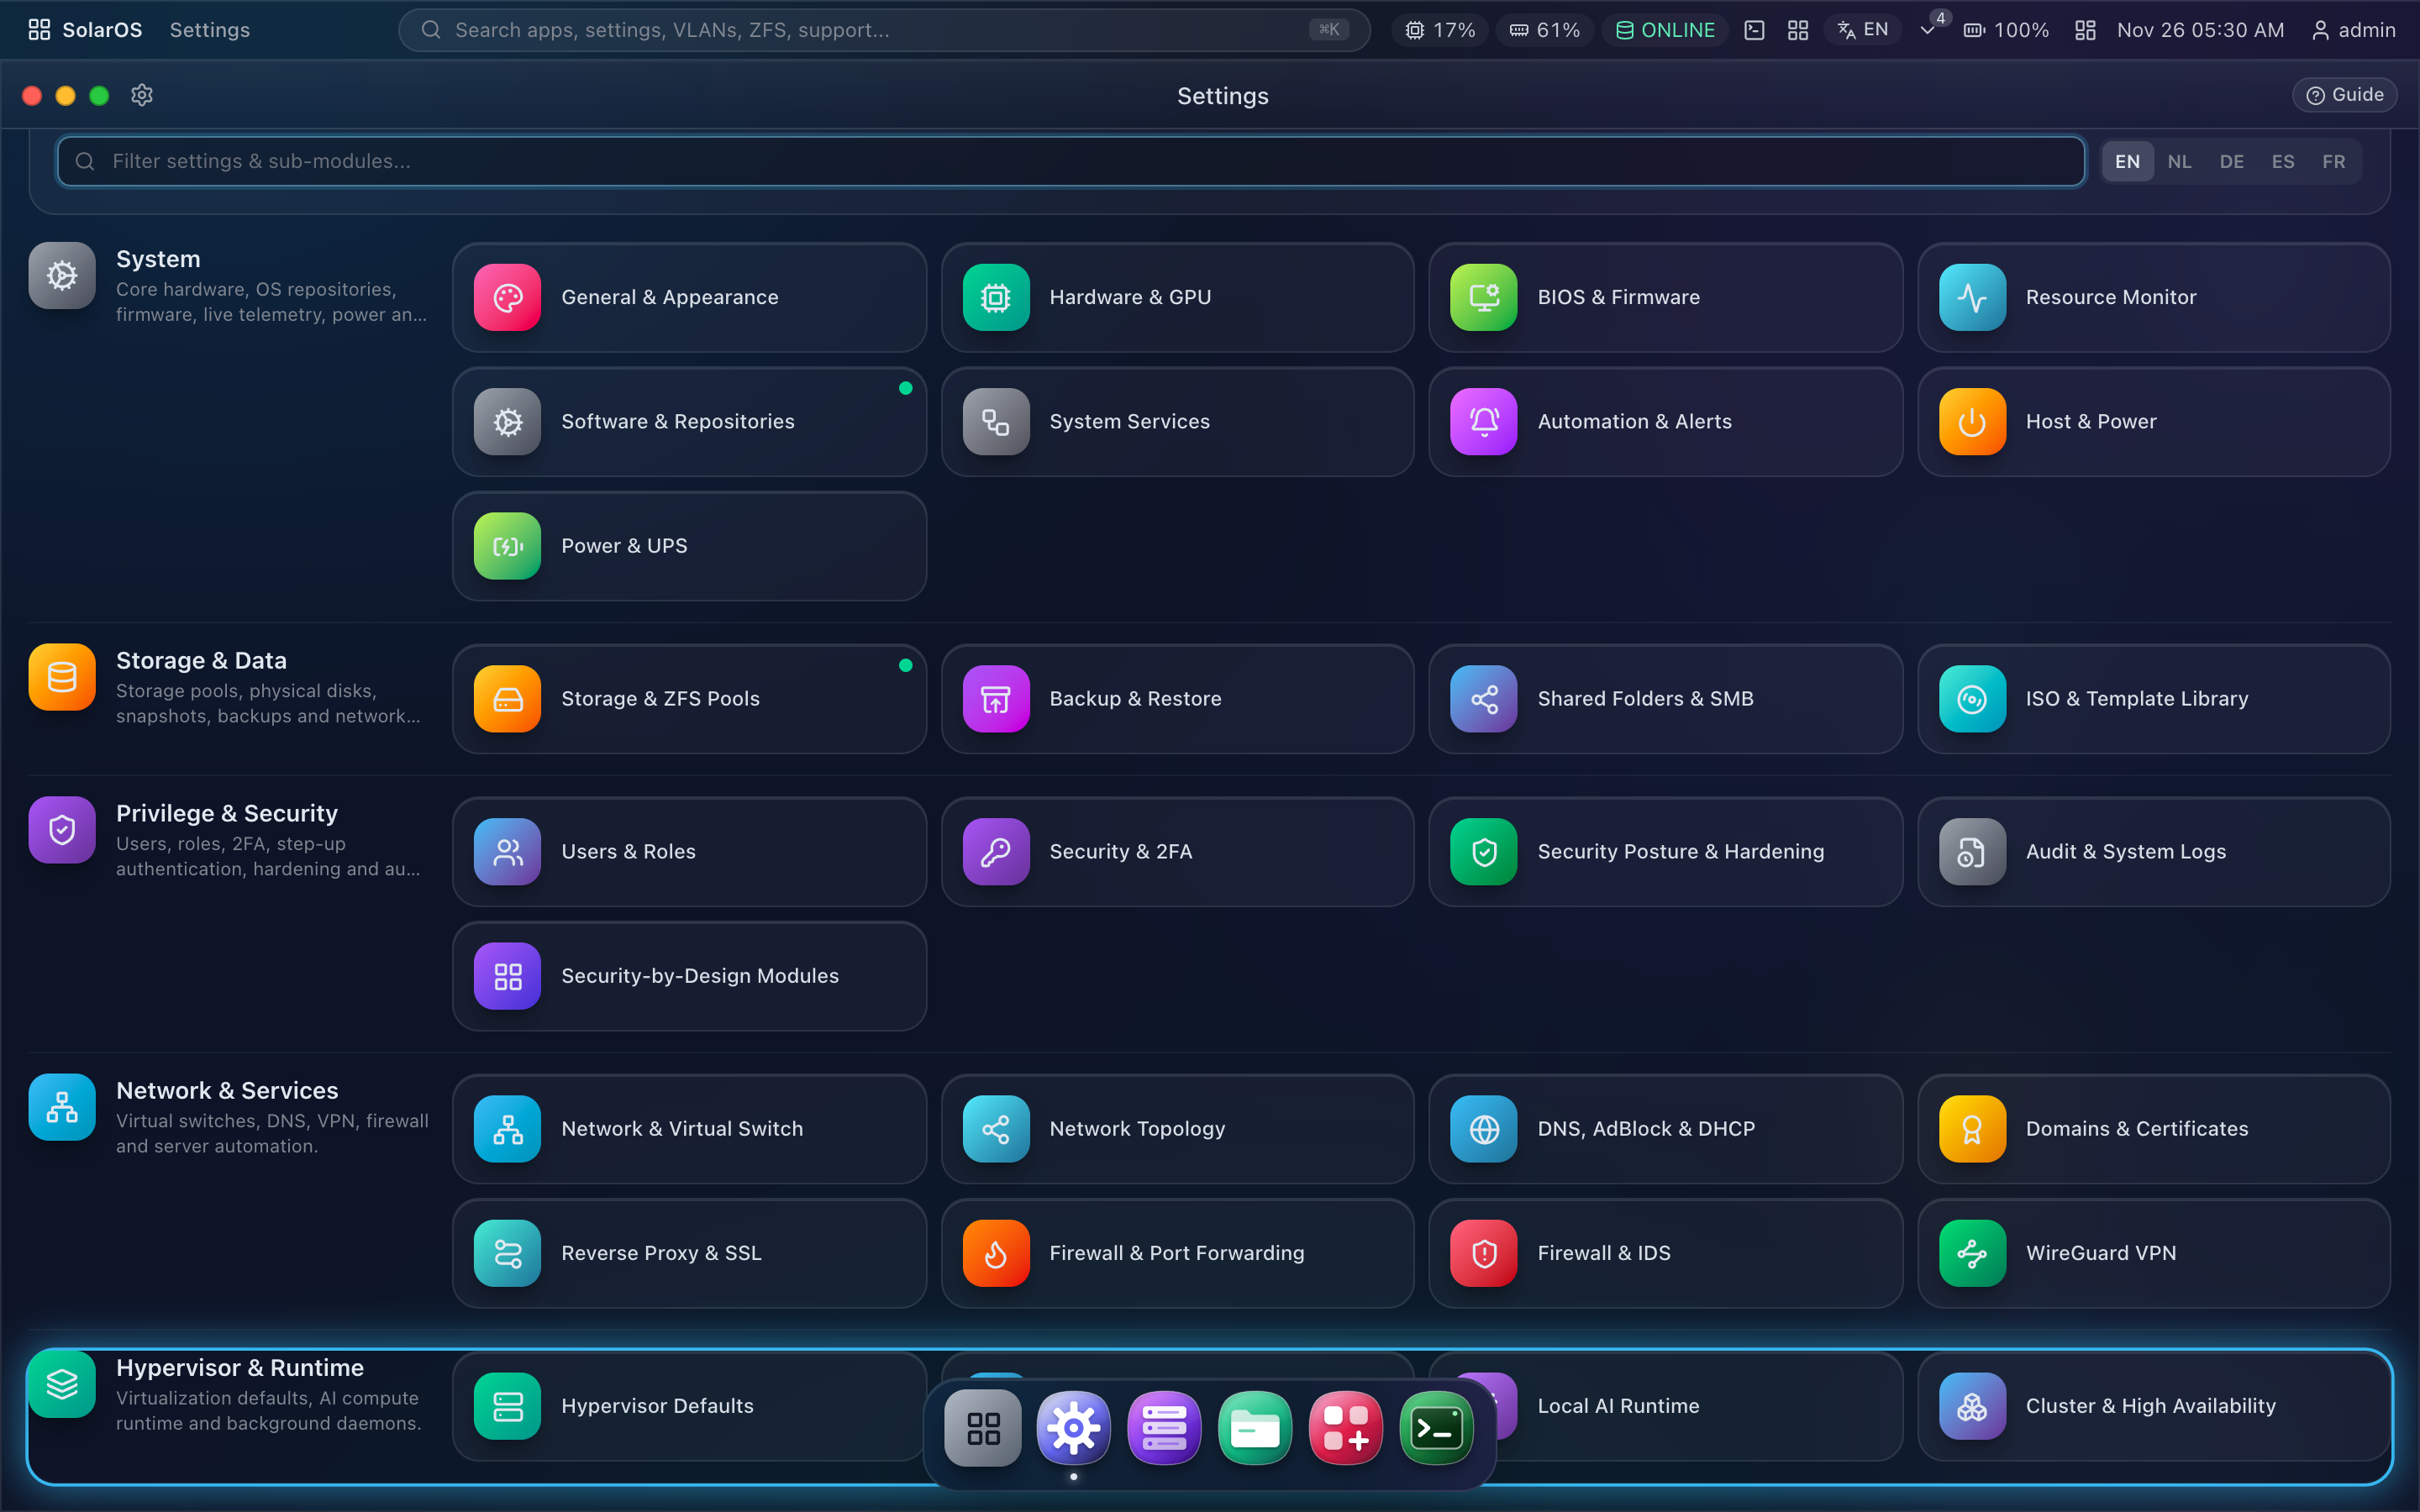 SolarOS Settings Search apps, settings, VLANs, ZFS, support... ⌘K 17% 61% ONLINE EN 4 100% Nov 26 05:30 AM admin
Settings
Guide
Filter settings & sub-modules... EN NL DE ES FR
System
Core hardware, OS repositories,
firmware, live telemetry, power an...
General & Appearance
Hardware & GPU
BIOS & Firmware
Resource Monitor
Software & Repositories
System Services
Automation & Alerts
Host & Power
Power & UPS
Storage & Data
Storage pools, physical disks,
snapshots, backups and network...
Storage & ZFS Pools
Backup & Restore
Shared Folders & SMB
ISO & Template Library
Privilege & Security
Users, roles, 2FA, step-up
authentication, hardening and au...
Users & Roles
Security & 2FA
Security Posture & Hardening
Audit & System Logs
Security-by-Design Modules
Network & Services
Virtual switches, DNS, VPN, firewall
and server automation.
Network & Virtual Switch
Network Topology
DNS, AdBlock & DHCP
Domains & Certificates
Reverse Proxy & SSL
Firewall & Port Forwarding
Firewall & IDS
WireGuard VPN
Hypervisor & Runtime
Virtualization defaults, AI compute
runtime and background daemons.
Hypervisor Defaults
Local AI Runtime
Cluster & High Availability